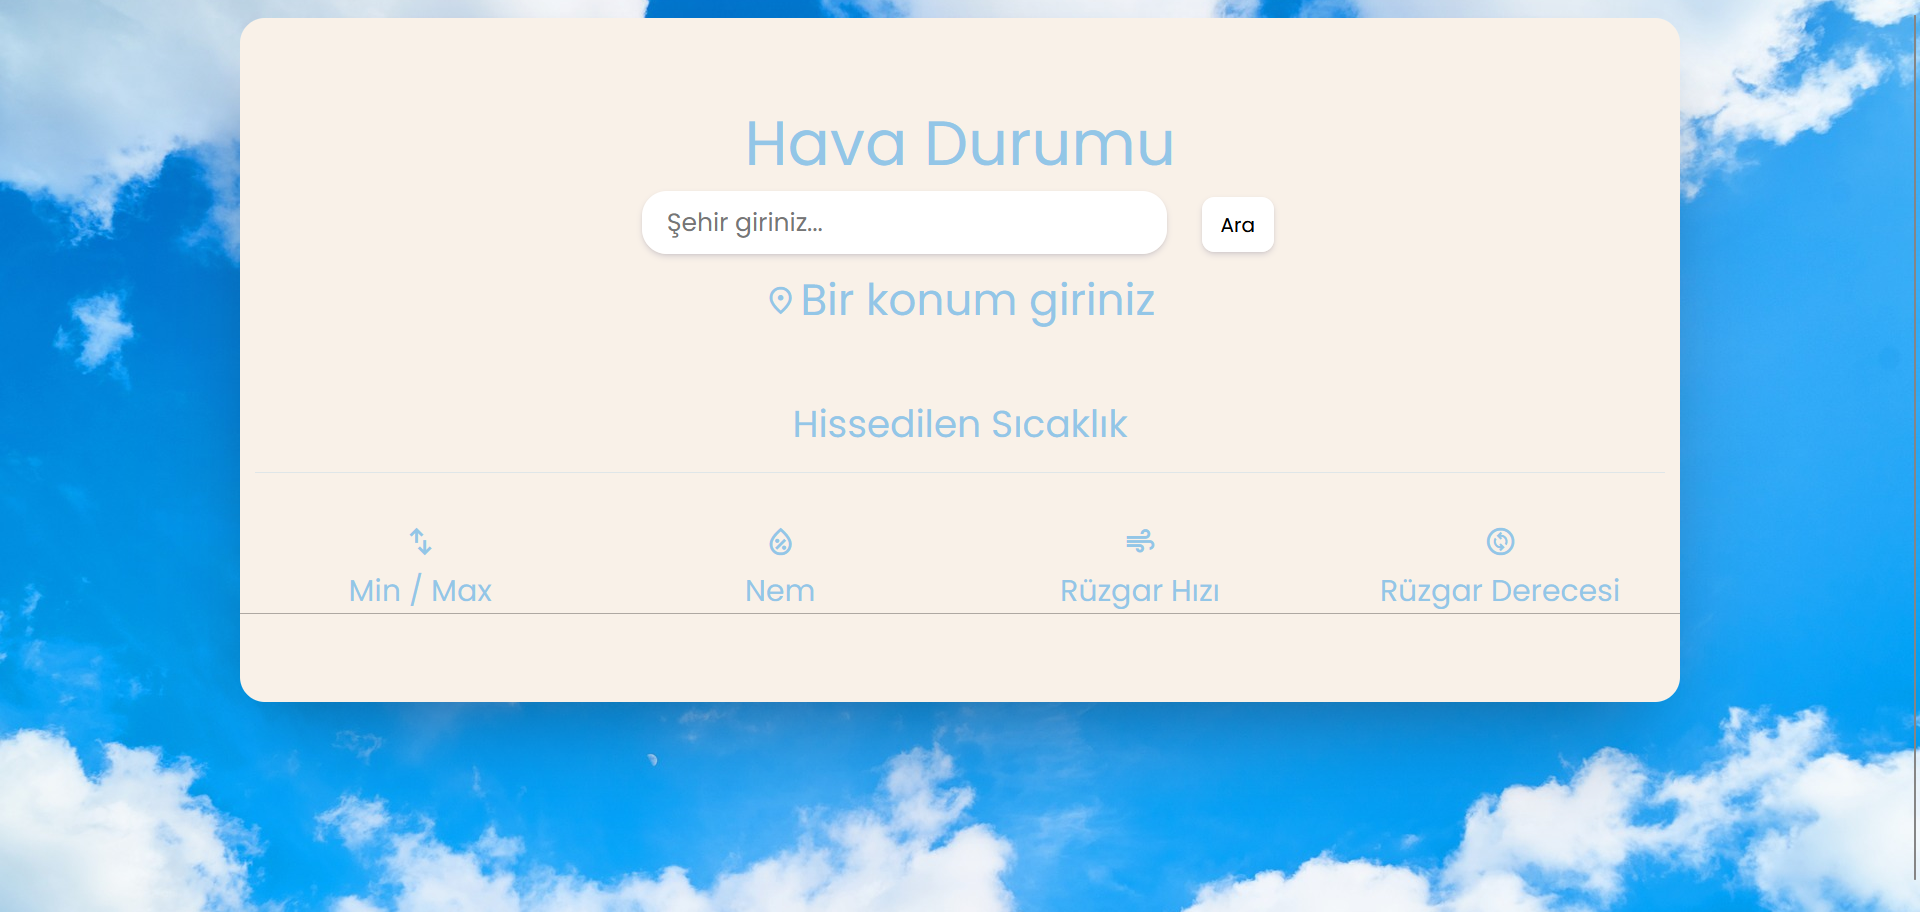 Hava Durumu
Şehir giriniz...
Ara
Bir konum giriniz
Hissedilen Sıcaklık
Min / Max
Nem
Rüzgar Hızı
Rüzgar Derecesi